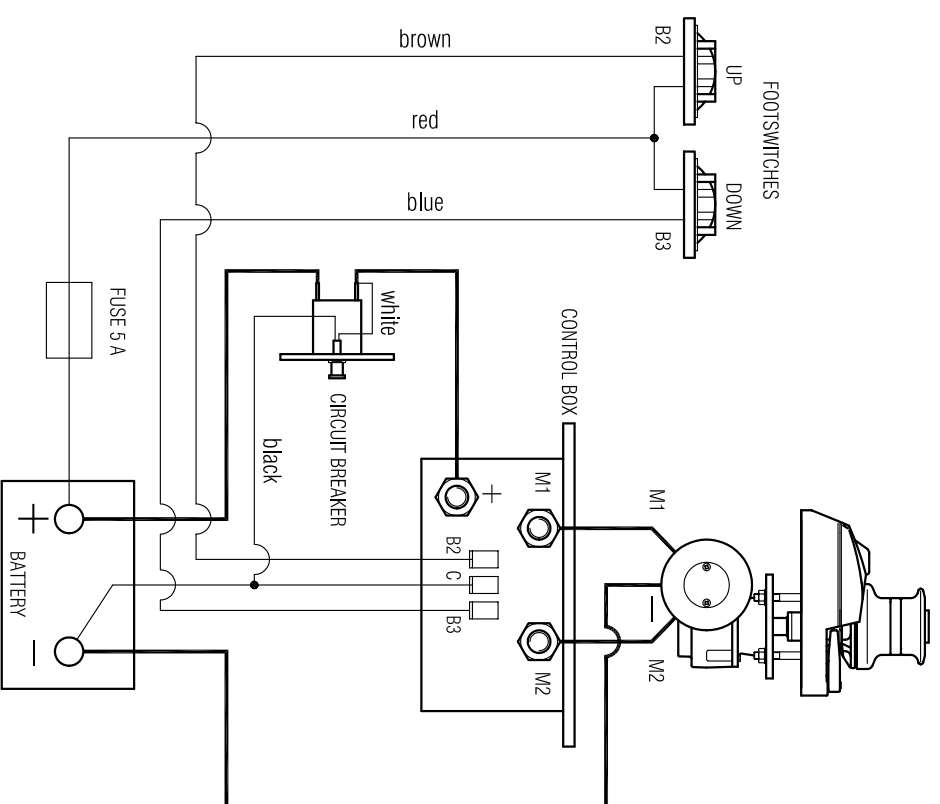 brown
B2
UP
FOOTSWITCHES
red
DOWN
blue
B3
FUSE 5 A
white
CIRCUIT BREAKER
black
CONTROL BOX
+
M1
M1
B2
C
B3
M2
M2
−
+
BATTERY
−